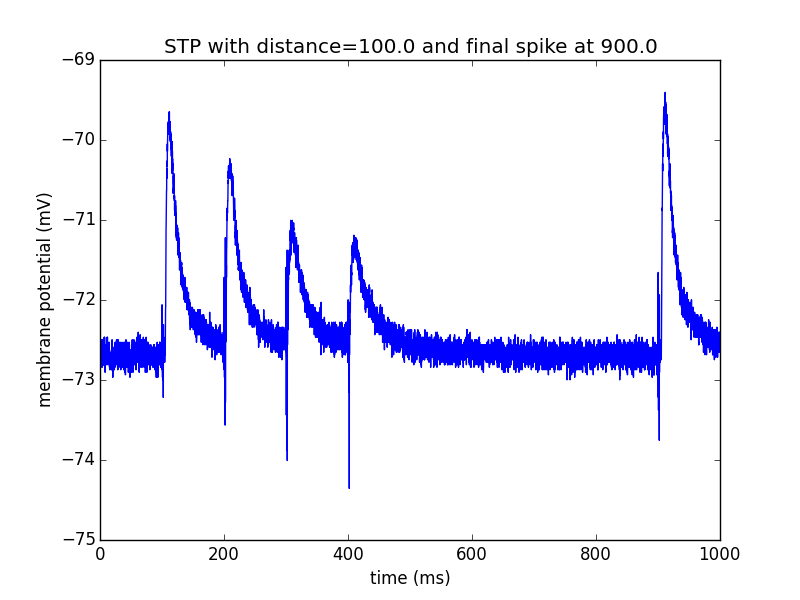 STP with distance=100.0 and final spike at 900.0
−69
−70
−71
−72
−73
−74
−75
membrane potential (mV)
0 200 400 600 800 1000
time (ms)